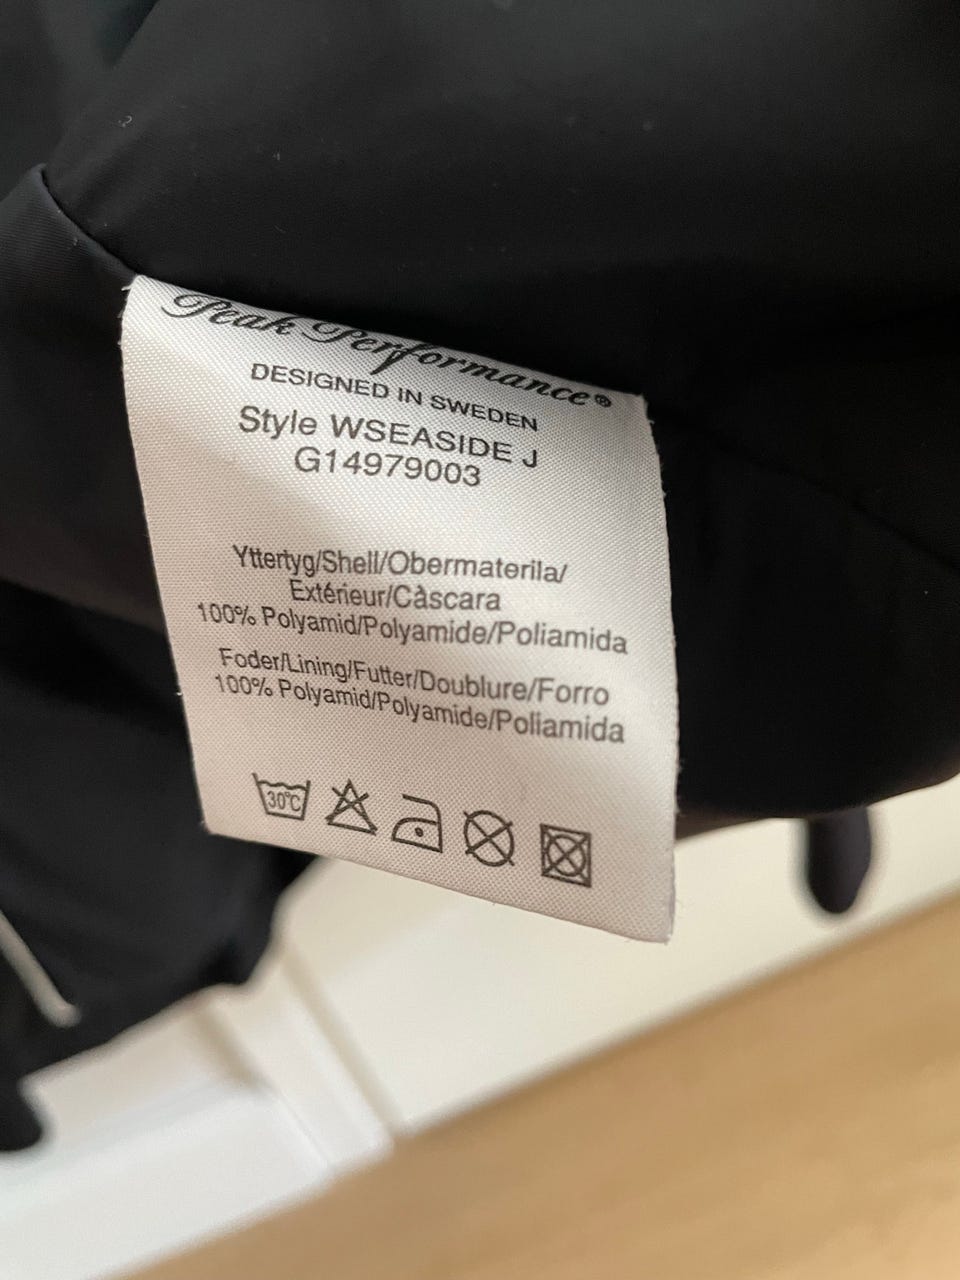 Peak Performance®
DESIGNED IN SWEDEN
Style WSEASIDE J
G14979003
Yttertyg/Shell/Obermaterila/
Extérieur/Càscara
100% Polyamid/Polyamide/Poliamida
Foder/Lining/Futter/Doublure/Forro
100% Polyamid/Polyamide/Poliamida
30°C